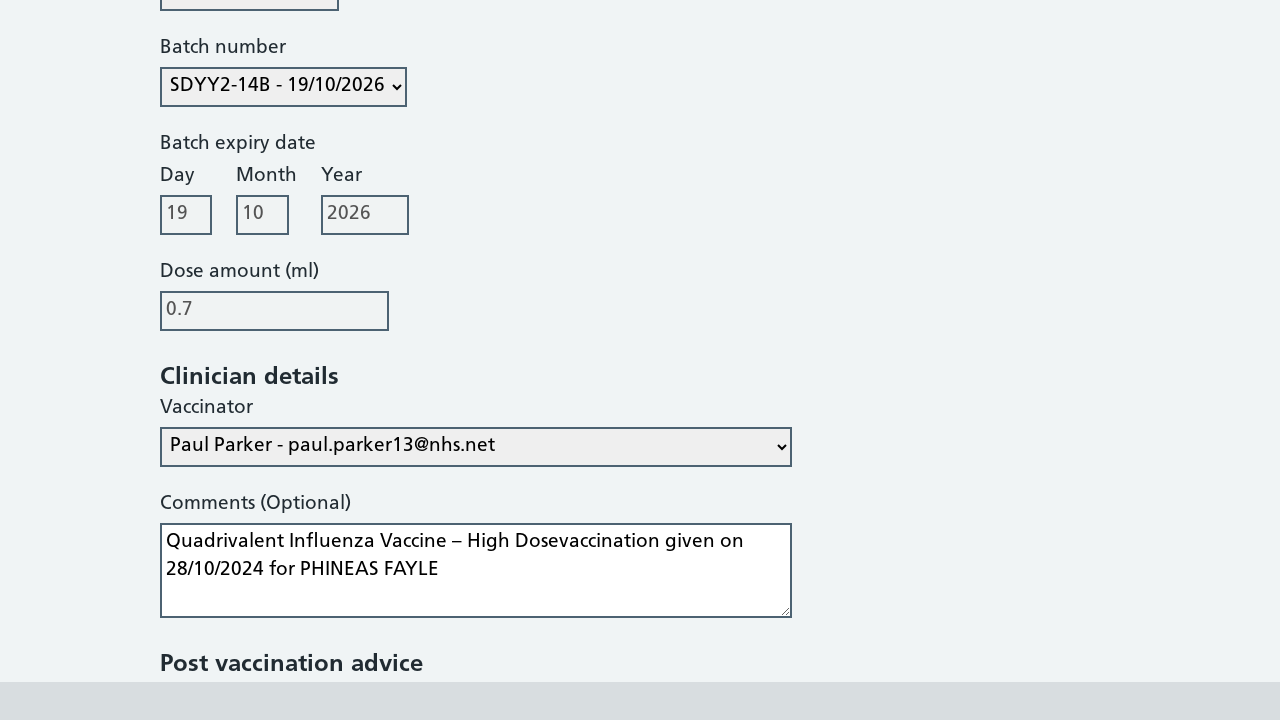 Batch number
SDYY2-14B - 19/10/2026
Batch expiry date
Day Month Year
19 10 2026
Dose amount (ml)
0.7
Clinician details
Vaccinator
Paul Parker - paul.parker13@nhs.net
Comments (Optional)
Quadrivalent Influenza Vaccine – High Dosevaccination given on
28/10/2024 for PHINEAS FAYLE
Post vaccination advice